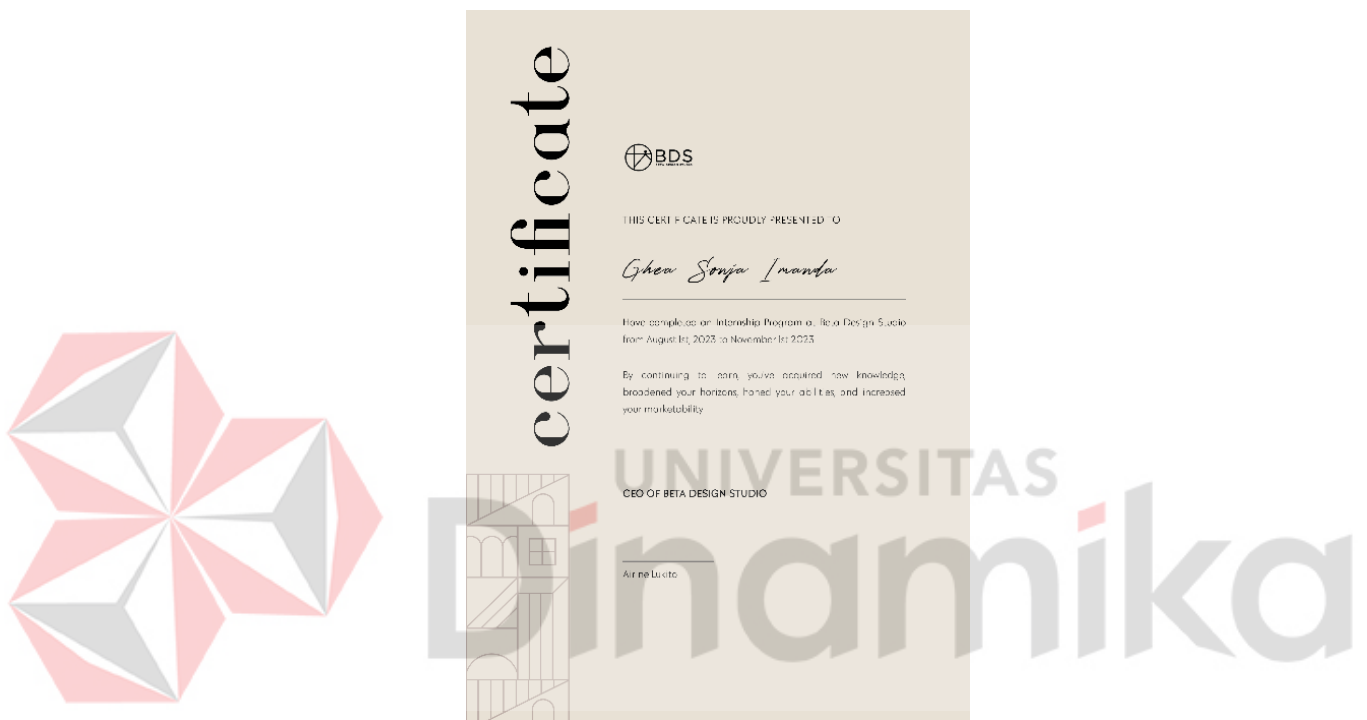 certificate
BDS
THIS CERTIFICATE IS PROUDLY PRESENTED TO
Ghea Sonja Imanda
Have completed an Internship Program at Beta Design Studio
from August 1st, 2023 to November 1st 2023
By continuing to learn, you've acquired new knowledge,
broadened your horizons, honed your abilities, and increased
your marketability
UNIVERSITAS
Dinamika
CEO OF BETA DESIGN STUDIO
Airine Lukito